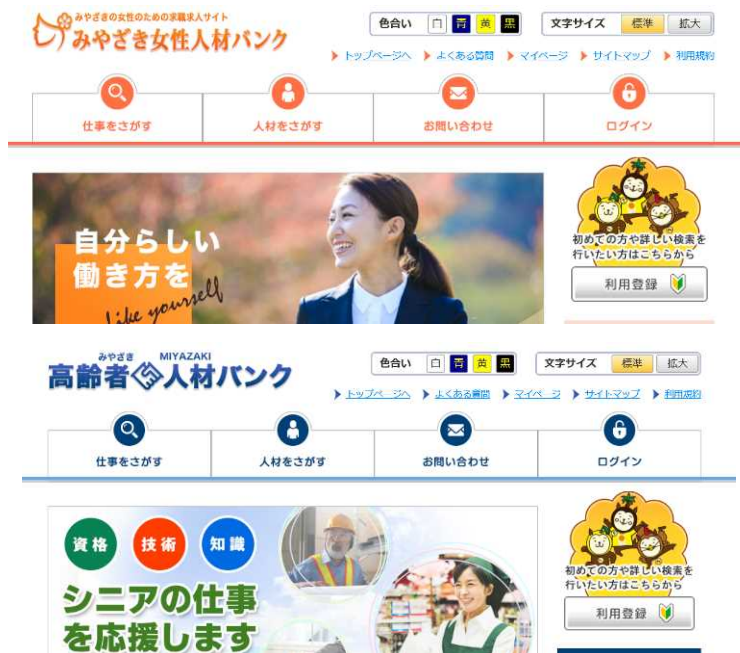 みやざきの女性のための求職求人サイト
みやざき女性人材バンク
色合い 白 青 黄 黒 文字サイズ 標準 拡大
トップページへ よくある質問 マイページ サイトマップ 利用規約
仕事をさがす 人材をさがす お問い合わせ ログイン
自分らしい
働き方を
like yourself
初めての方や詳しい検索を
行いたい方はこちらから
利用登録
みやざき MIYAZAKI
高齢者 人材バンク
色合い 白 青 黄 黒 文字サイズ 標準 拡大
トップページへ よくある質問 マイページ サイトマップ 利用規約
仕事をさがす 人材をさがす お問い合わせ ログイン
資格 技術 知識
シニアの仕事
を応援します
初めての方や詳しい検索を
行いたい方はこちらから
利用登録